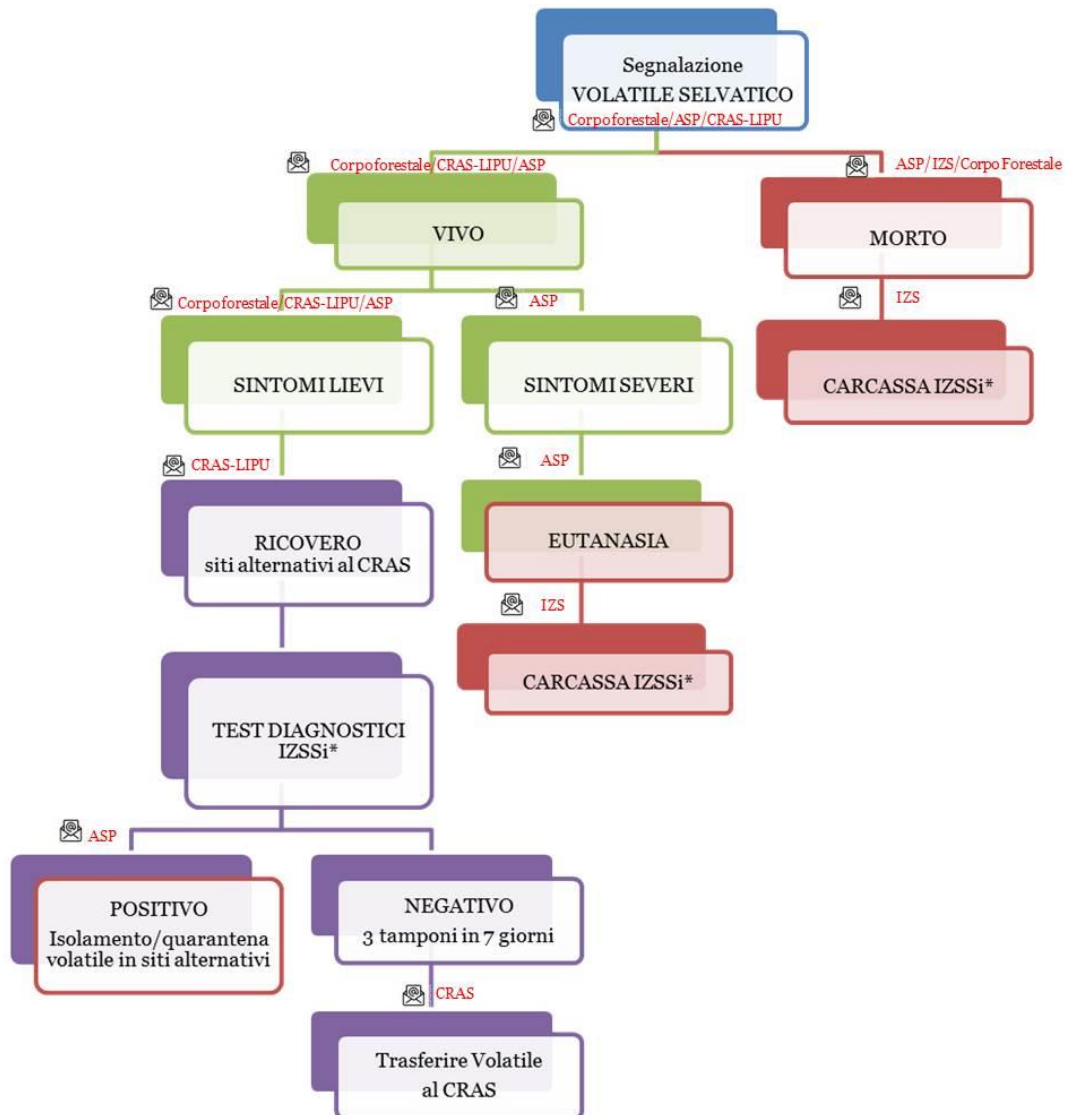 Segnalazione
VOLATILE SELVATICO
Corpoforestale/ASP/CRAS-LIPU
Corpoforestale/CRAS-LIPU/ASP
ASP/IZS/Corpo Forestale
VIVO
MORTO
Corpoforestale/CRAS-LIPU/ASP
ASP
IZS
SINTOMI LIEVI
SINTOMI SEVERI
CARCASSA IZSSi*
CRAS-LIPU
ASP
RICOVERO
siti alternativi al CRAS
EUTANASIA
IZS
CARCASSA IZSSi*
TEST DIAGNOSTICI
IZSSi*
ASP
POSITIVO
Isolamento/quarantena
volatile in siti alternativi
NEGATIVO
3 tamponi in 7 giorni
CRAS
Trasferire Volatile
al CRAS